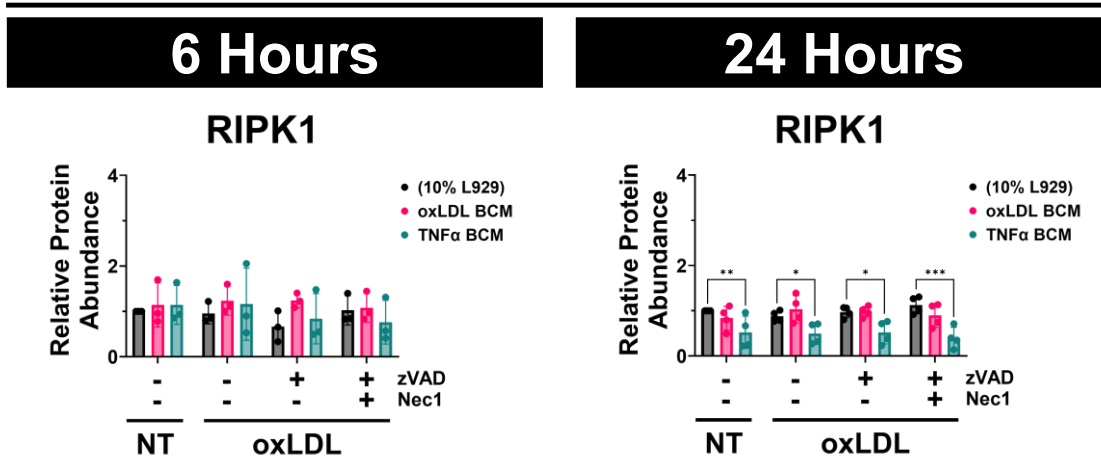 6 Hours
RIPK1
Relative Protein
Abundance
4
2
0
(10% L929)
oxLDL BCM
TNFα BCM
- - + + zVAD
- - - + Nec1
NT oxLDL
24 Hours
RIPK1
Relative Protein
Abundance
4
2
0
(10% L929)
oxLDL BCM
TNFα BCM
** * * ***
- - + + zVAD
- - - + Nec1
NT oxLDL